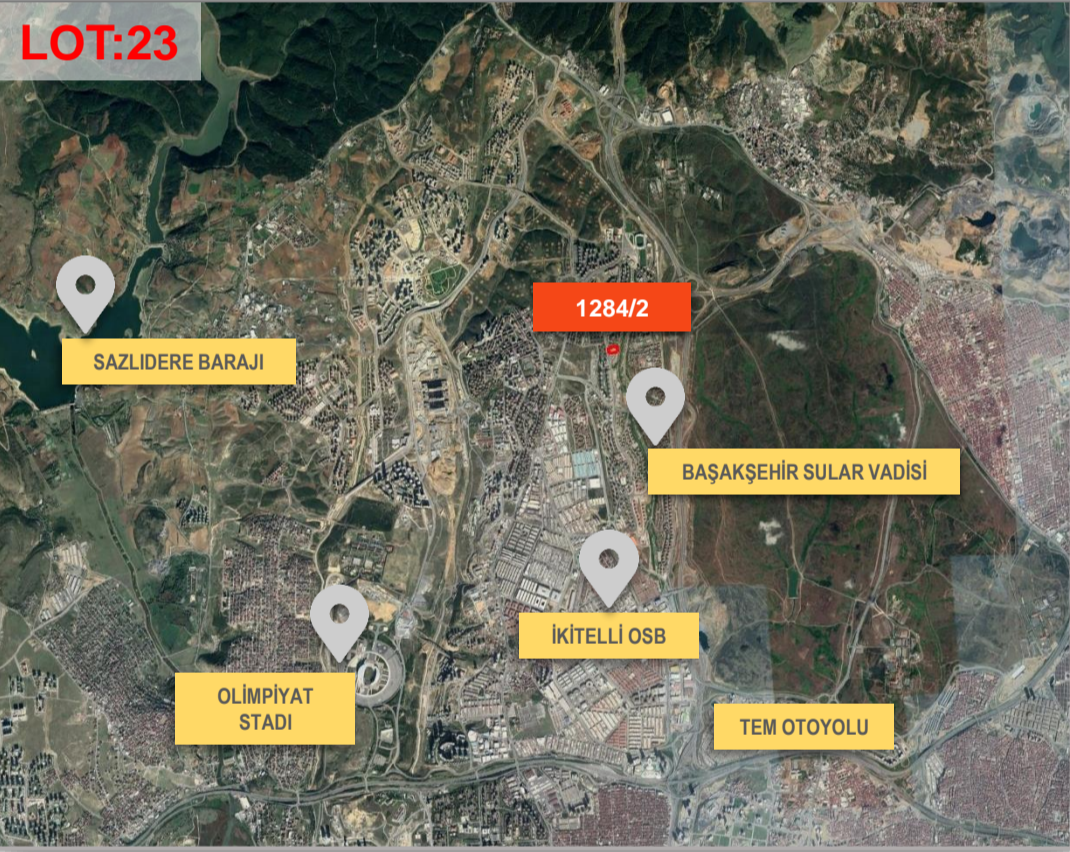 LOT:23
1284/2
SAZLIDERE BARAJI
BAŞAKŞEHİR SULAR VADİSİ
İKİTELLİ OSB
OLİMPİYAT
STADI
TEM OTOYOLU